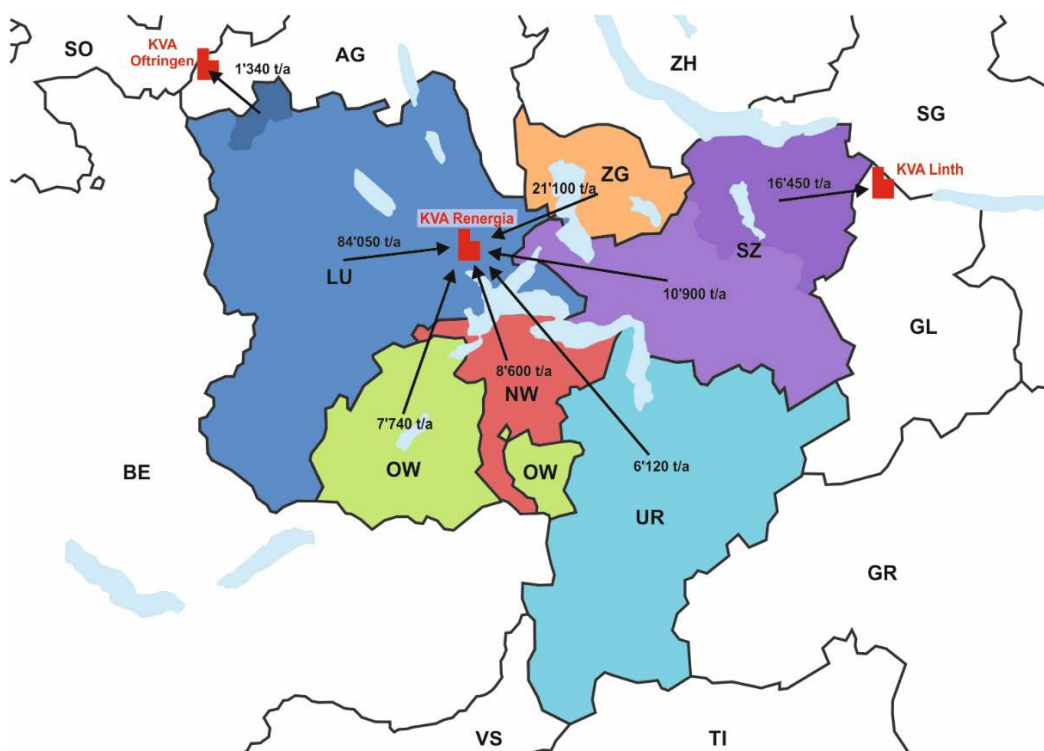 SO
KVA
Oftringen
1'340 t/a
AG
ZH
SG
KVA Linth
ZG
21'100 t/a
16'450 t/a
KVA Renergia
84'050 t/a
LU
SZ
10'900 t/a
GL
8'600 t/a
NW
7'740 t/a
OW
OW
6'120 t/a
BE
UR
GR
VS
TI